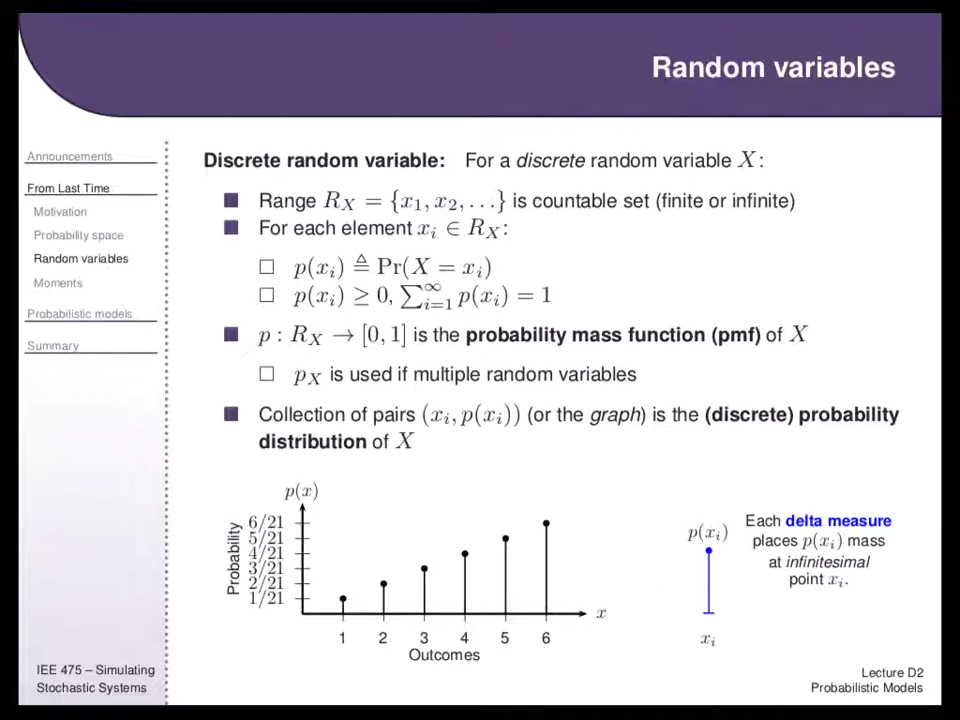 Random variables
Announcements
From Last Time
Motivation
Probability space
Random variables
Moments
Probabilistic models
Summary
Discrete random variable: For a discrete random variable X:
Range R_X = {x_1, x_2, ...} is countable set (finite or infinite)
For each element x_i ∈ R_X:
p(x_i) ≜ Pr(X = x_i)
p(x_i) ≥ 0, ∑_{i=1}^∞ p(x_i) = 1
p : R_X → [0, 1] is the probability mass function (pmf) of X
p_X is used if multiple random variables
Collection of pairs (x_i, p(x_i)) (or the graph) is the (discrete) probability
distribution of X
p(x)
Probability
6/21
5/21
4/21
3/21
2/21
1/21
x
1 2 3 4 5 6
Outcomes
p(x_i)
x_i
Each delta measure
places p(x_i) mass
at infinitesimal
point x_i.
IEE 475 – Simulating
Stochastic Systems
Lecture D2
Probabilistic Models